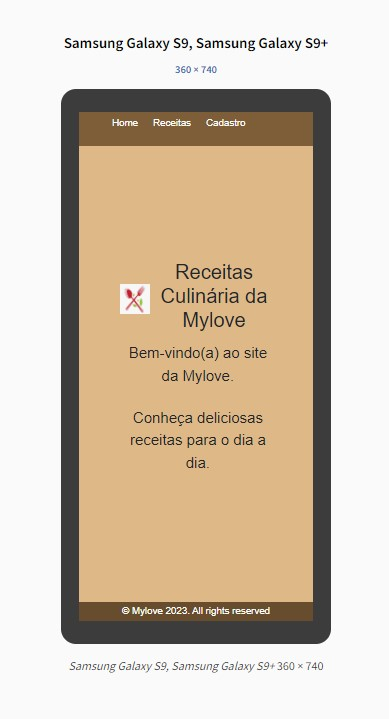 Samsung Galaxy S9, Samsung Galaxy S9+
360 × 740
Home Receitas Cadastro
Receitas
Culinária da
Mylove
Bem-vindo(a) ao site
da Mylove.
Conheça deliciosas
receitas para o dia a
dia.
© Mylove 2023. All rights reserved
Samsung Galaxy S9, Samsung Galaxy S9+ 360 × 740